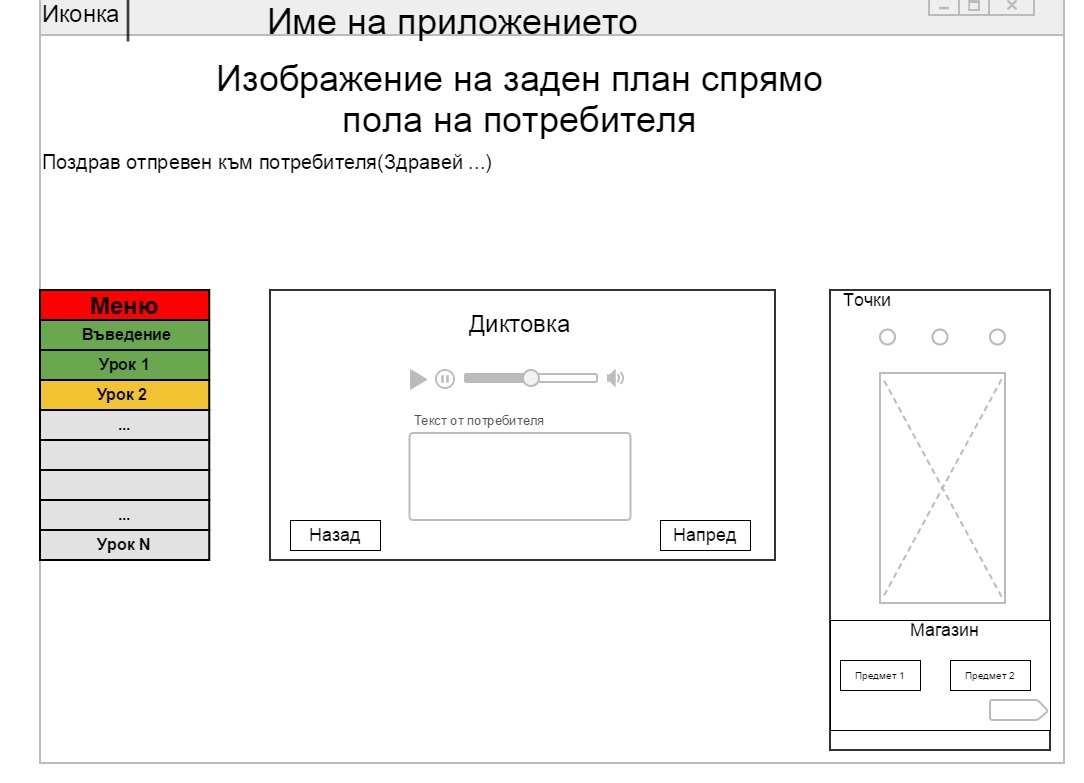 Иконка
Име на приложението
Изображение на заден план спрямо
пола на потребителя
Поздрав отпревен към потребителя(Здравей ...)
Меню
Въведение
Урок 1
Урок 2
...
...
Урок N
Диктовка
Текст от потребителя
Назад
Напред
Точки
Магазин
Предмет 1
Предмет 2